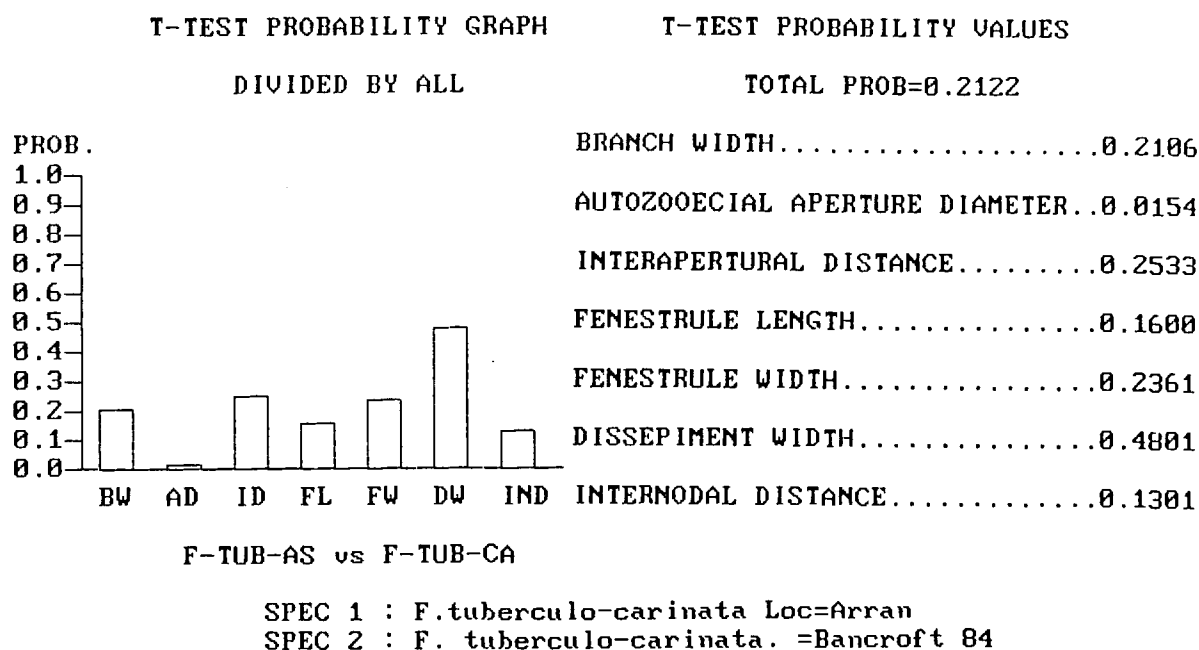 T-TEST PROBABILITY GRAPH
DIVIDED BY ALL
PROB.
1.0
0.9
0.8
0.7
0.6
0.5
0.4
0.3
0.2
0.1
0.0
BW AD ID FL FW DW IND
F-TUB-AS vs F-TUB-CA
T-TEST PROBABILITY VALUES
TOTAL PROB=0.2122
BRANCH WIDTH.....................0.2106
AUTOZOOECIAL APERTURE DIAMETER..0.0154
INTERAPERTURAL DISTANCE.........0.2533
FENESTRULE LENGTH...............0.1600
FENESTRULE WIDTH................0.2361
DISSEPIMENT WIDTH...............0.4801
INTERNODAL DISTANCE.............0.1301
SPEC 1 : F.tuberculo-carinata Loc=Arran
SPEC 2 : F. tuberculo-carinata. =Bancroft 84